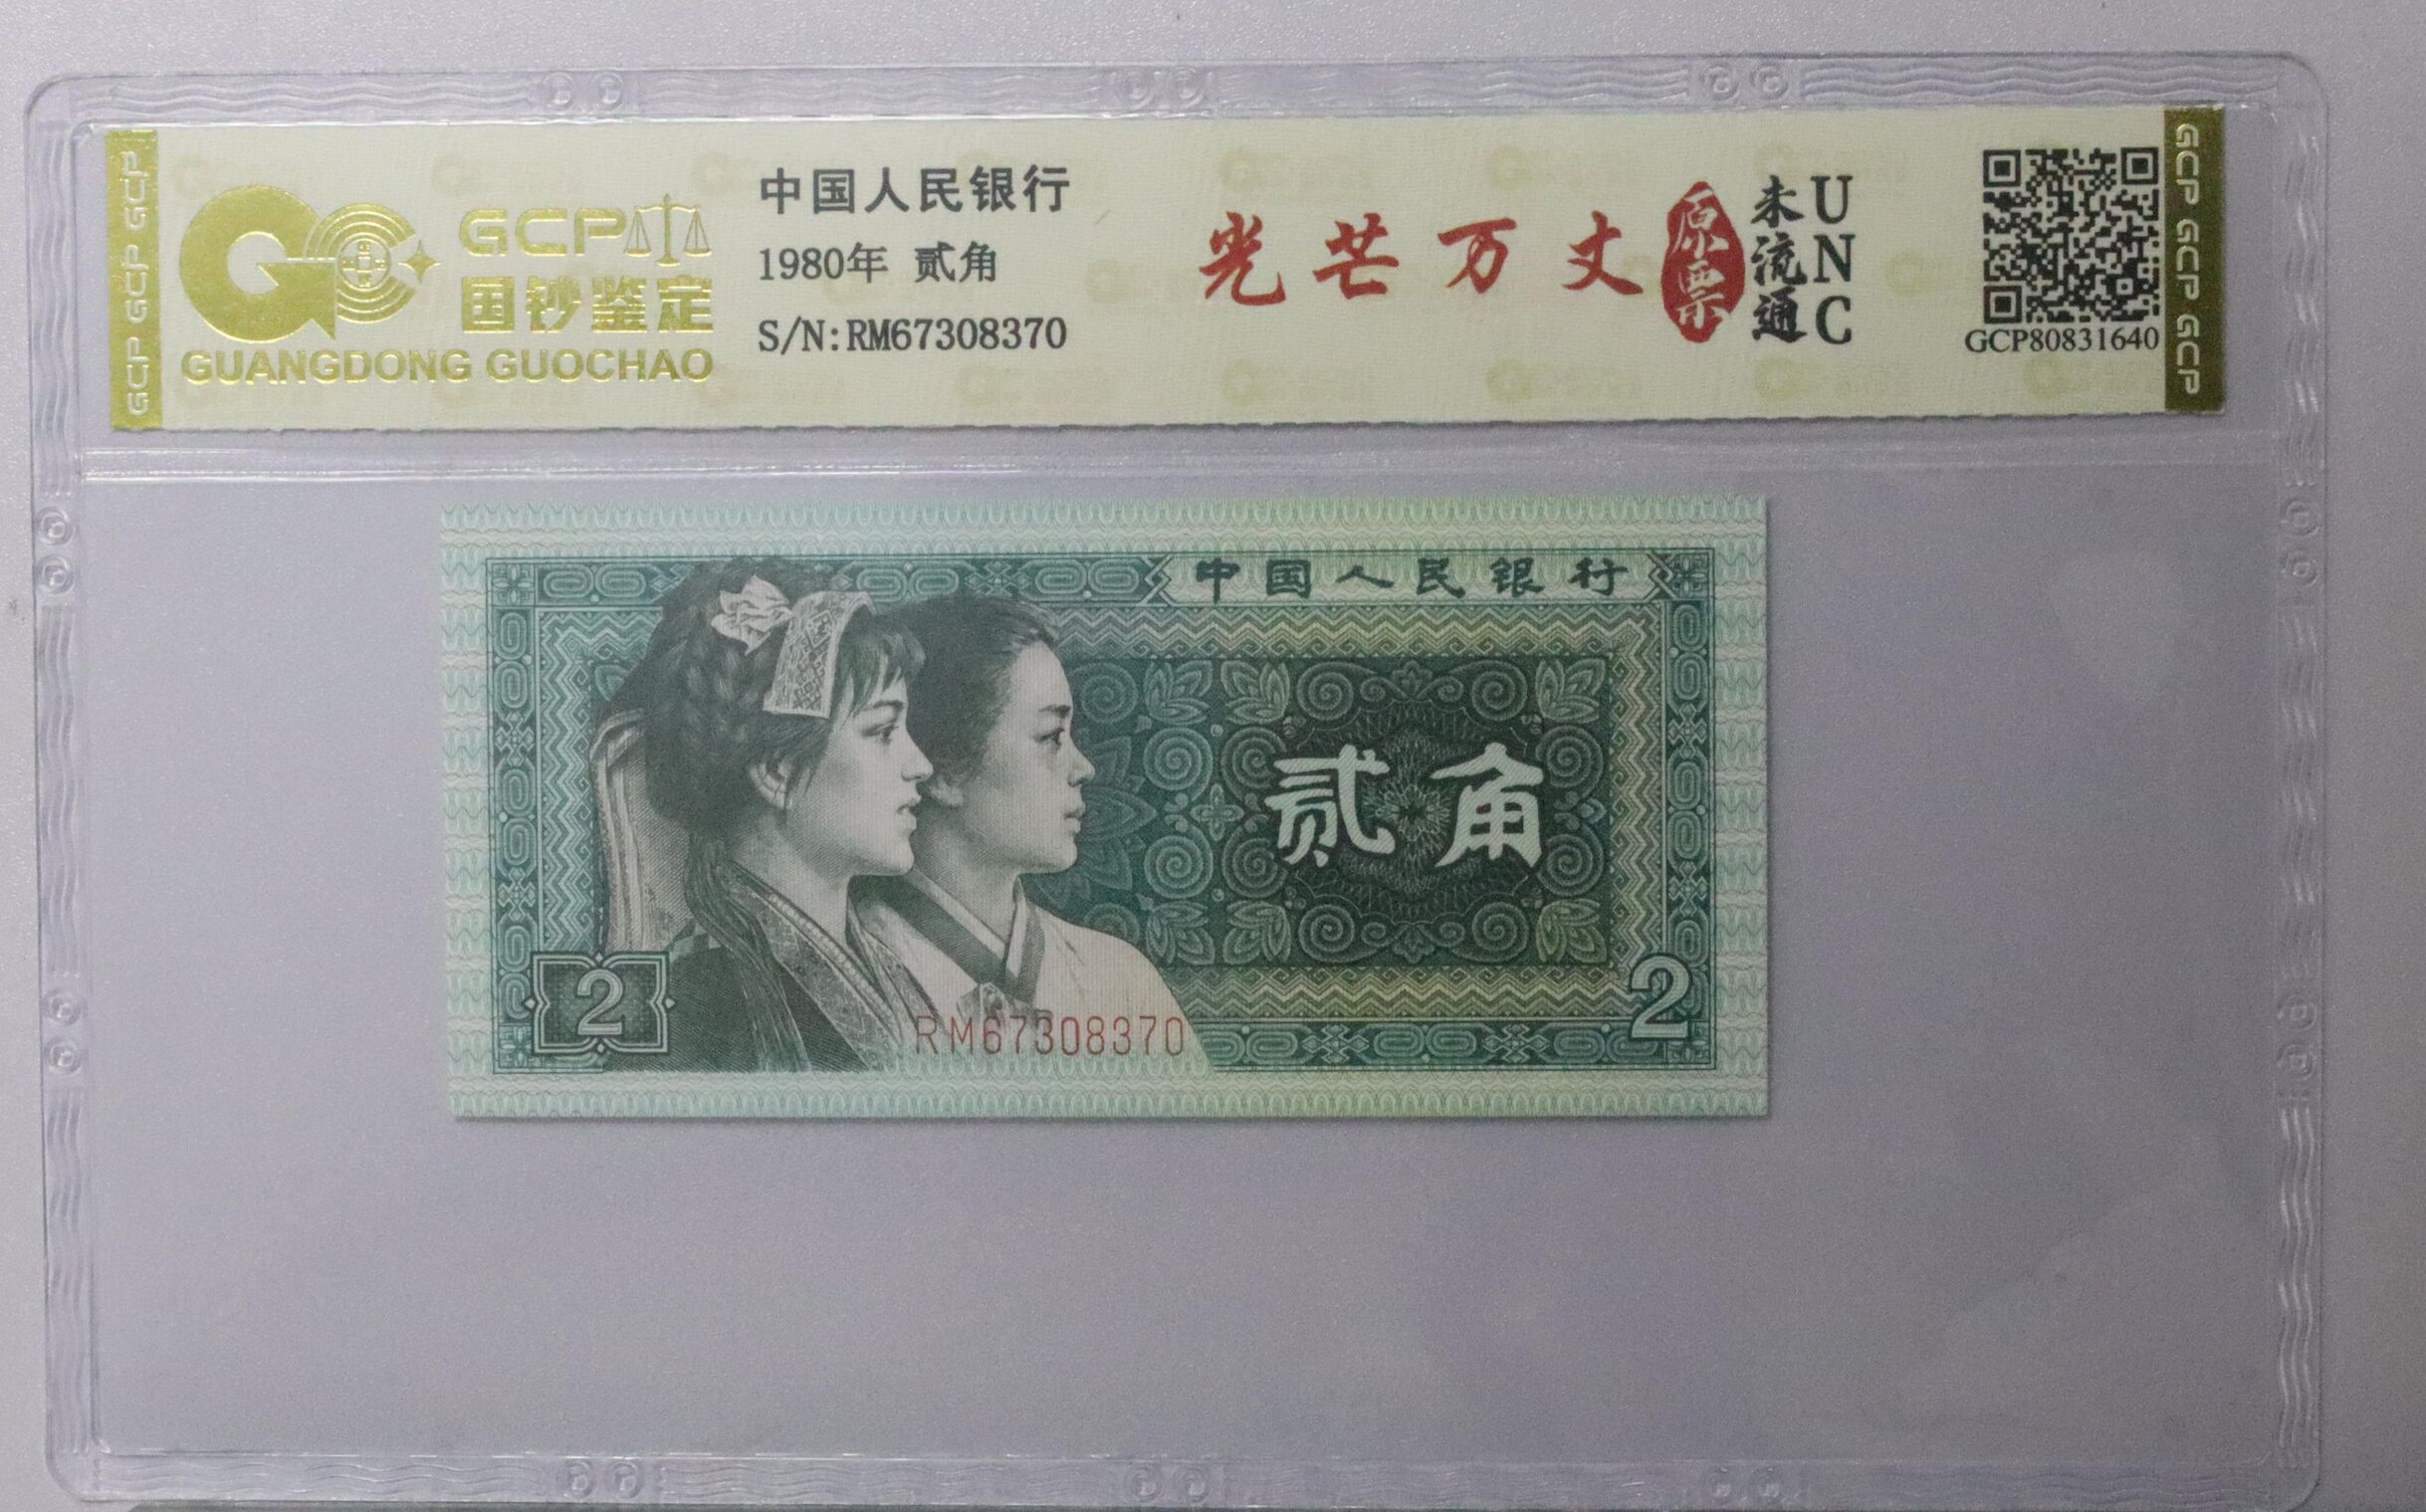 GCP GCP GCP
GCP
国钞鉴定
GUANGDONG GUOCHAO
中国人民银行
1980年 贰角
S/N:RM67308370
光芒万丈
原票
未流通
UNC
GCP80831640
GCP GCP GCP
中国人民银行
贰角
2
2
RM67308370